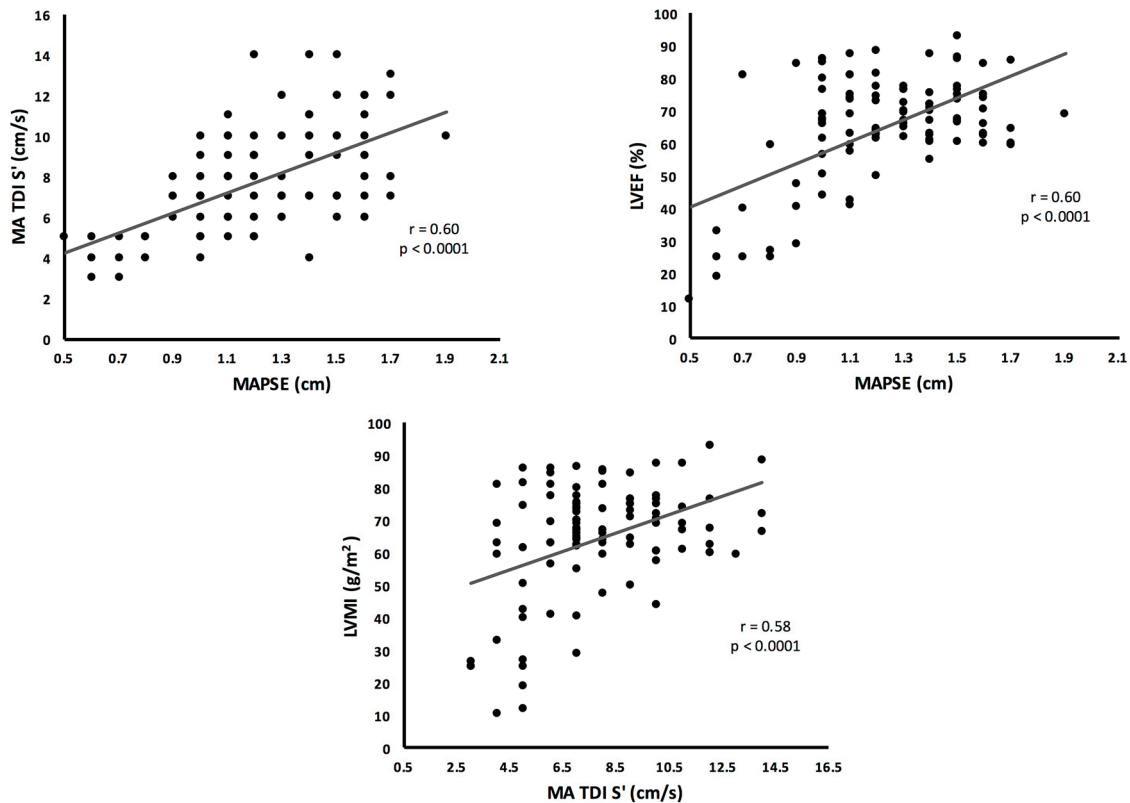 16
14
12
10
8
6
4
2
0
MA TDI S' (cm/s)
r = 0.60
p < 0.0001
0.5 0.7 0.9 1.1 1.3 1.5 1.7 1.9 2.1
MAPSE (cm)
100
90
80
70
60
50
40
30
20
10
0
LVEF (%)
r = 0.60
p < 0.0001
0.5 0.7 0.9 1.1 1.3 1.5 1.7 1.9 2.1
MAPSE (cm)
100
90
80
70
60
50
40
30
20
10
0
LVMI (g/m²)
r = 0.58
p < 0.0001
0.5 2.5 4.5 6.5 8.5 10.5 12.5 14.5 16.5
MA TDI S' (cm/s)